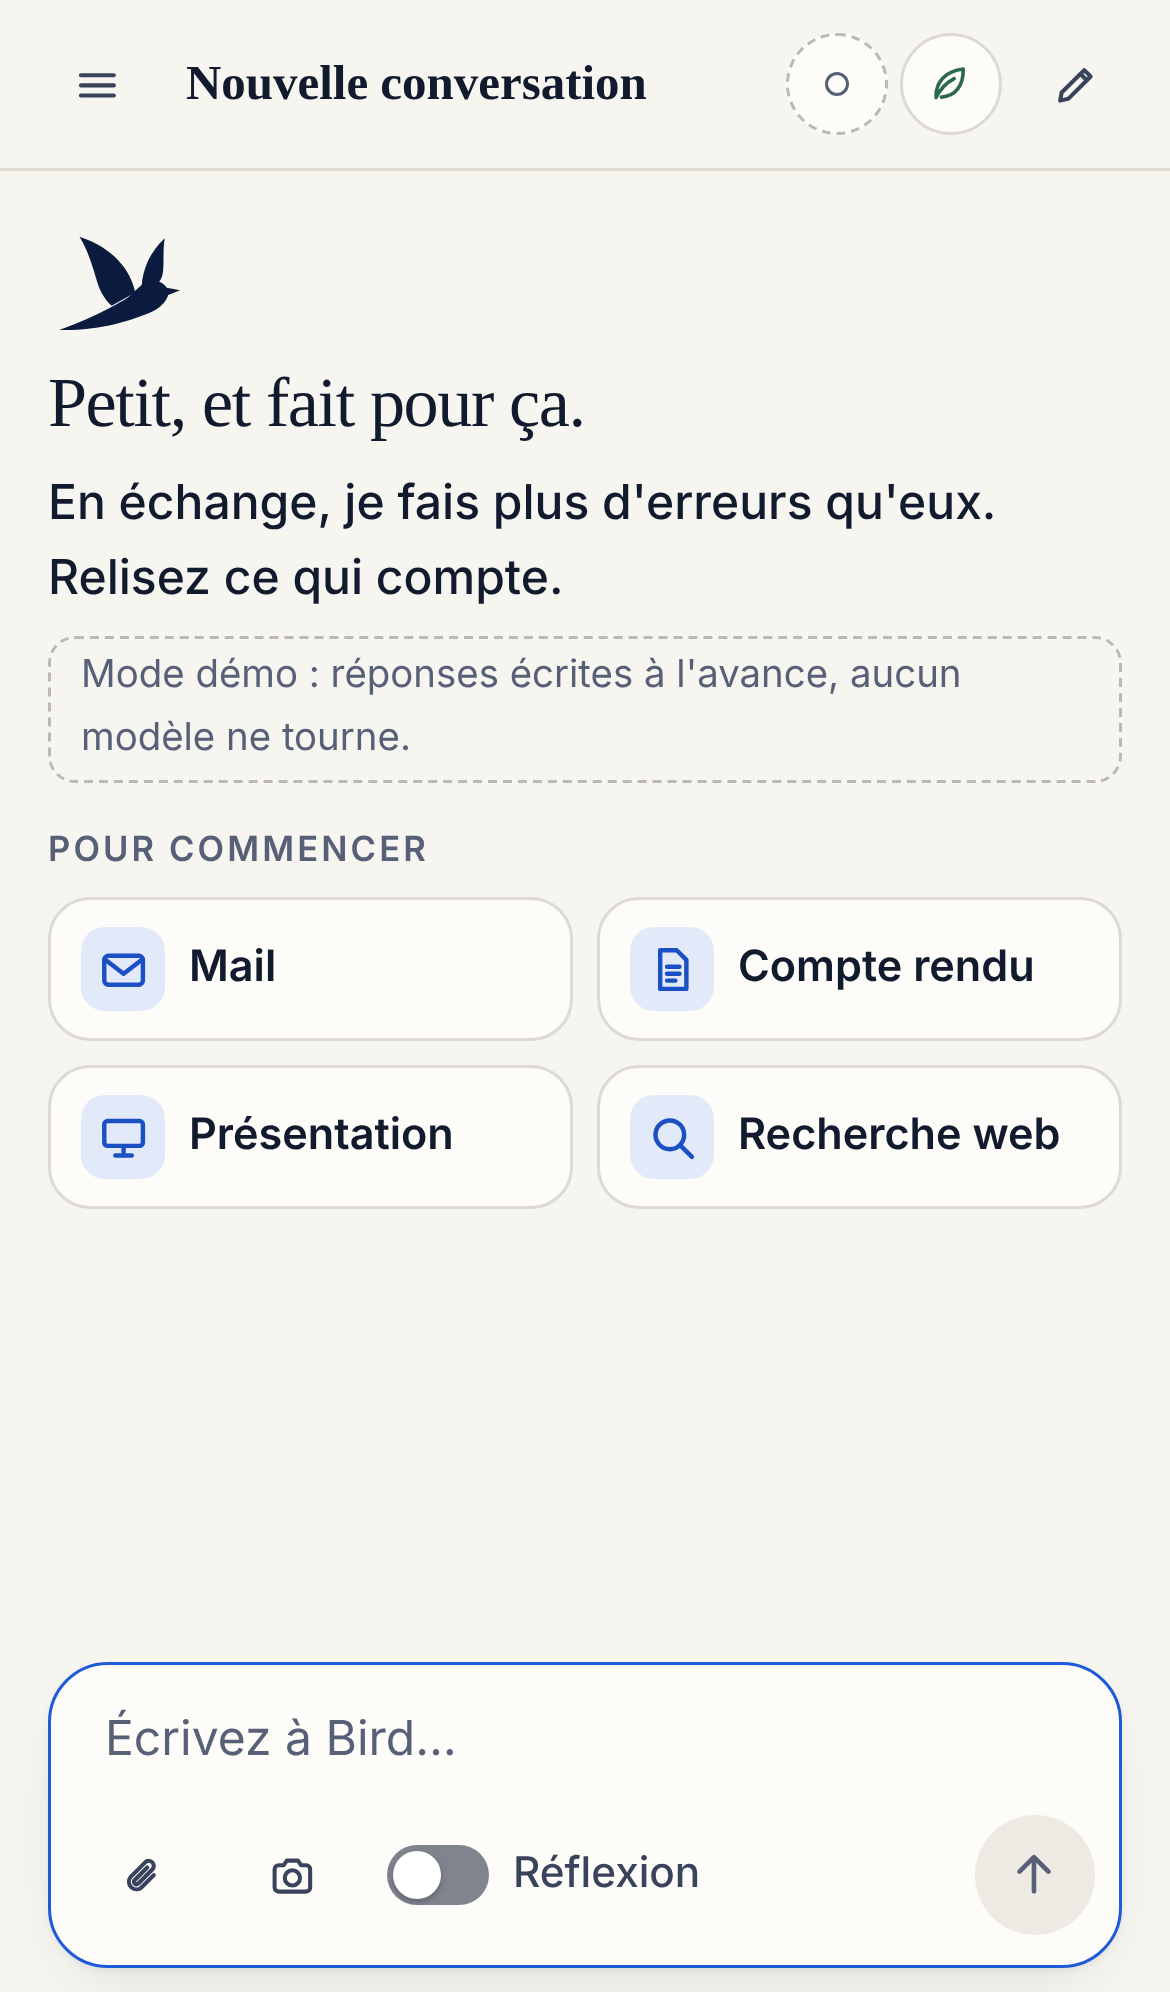 Nouvelle conversation
Petit, et fait pour ça.
En échange, je fais plus d'erreurs qu'eux.
Relisez ce qui compte.
Mode démo : réponses écrites à l'avance, aucun
modèle ne tourne.
POUR COMMENCER
Mail
Compte rendu
Présentation
Recherche web
Écrivez à Bird...
Réflexion